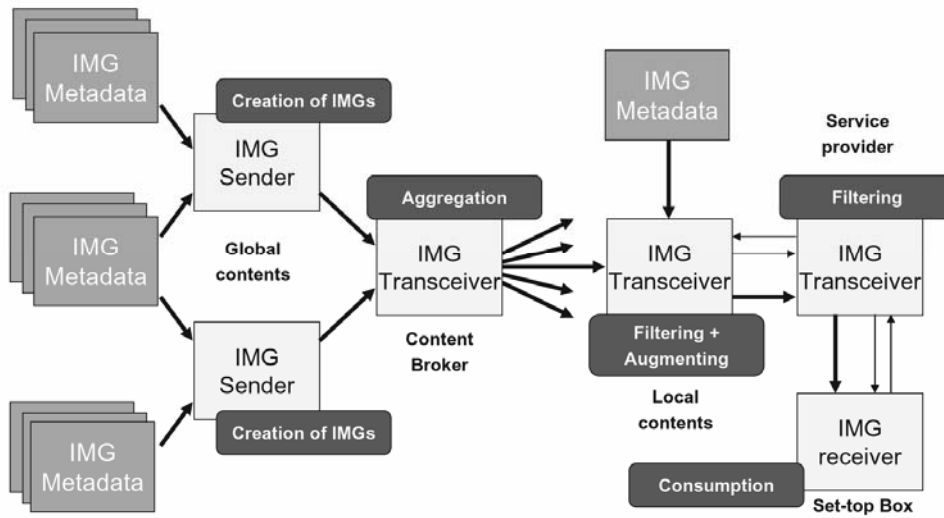 IMG
Metadata
Creation of IMGs
IMG
Sender
IMG
Metadata
Global
contents
IMG
Sender
Creation of IMGs
IMG
Metadata
Aggregation
IMG
Transceiver
Content
Broker
IMG
Metadata
IMG
Transceiver
Filtering +
Augmenting
Local
contents
Service
provider
Filtering
IMG
Transceiver
IMG
receiver
Consumption
Set-top Box